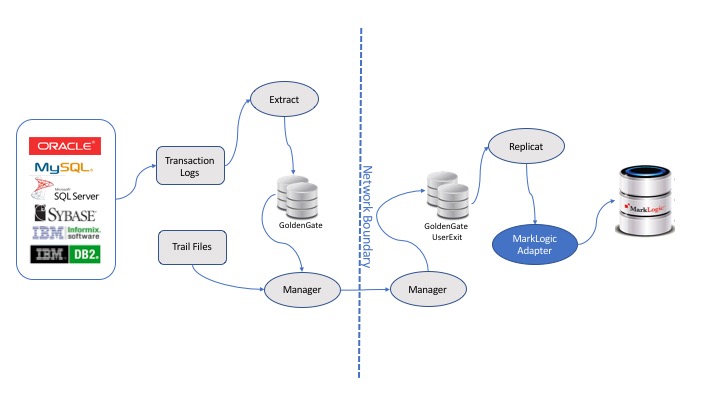 ORACLE
MySQL
Microsoft
SQL Server
SYBASE
IBM Informix.
software
IBM DB2.
Transaction
Logs
Trail Files
Extract
GoldenGate
Manager
Network Boundary
GoldenGate
UserExit
Manager
Replicat
MarkLogic
Adapter
MarkLogic